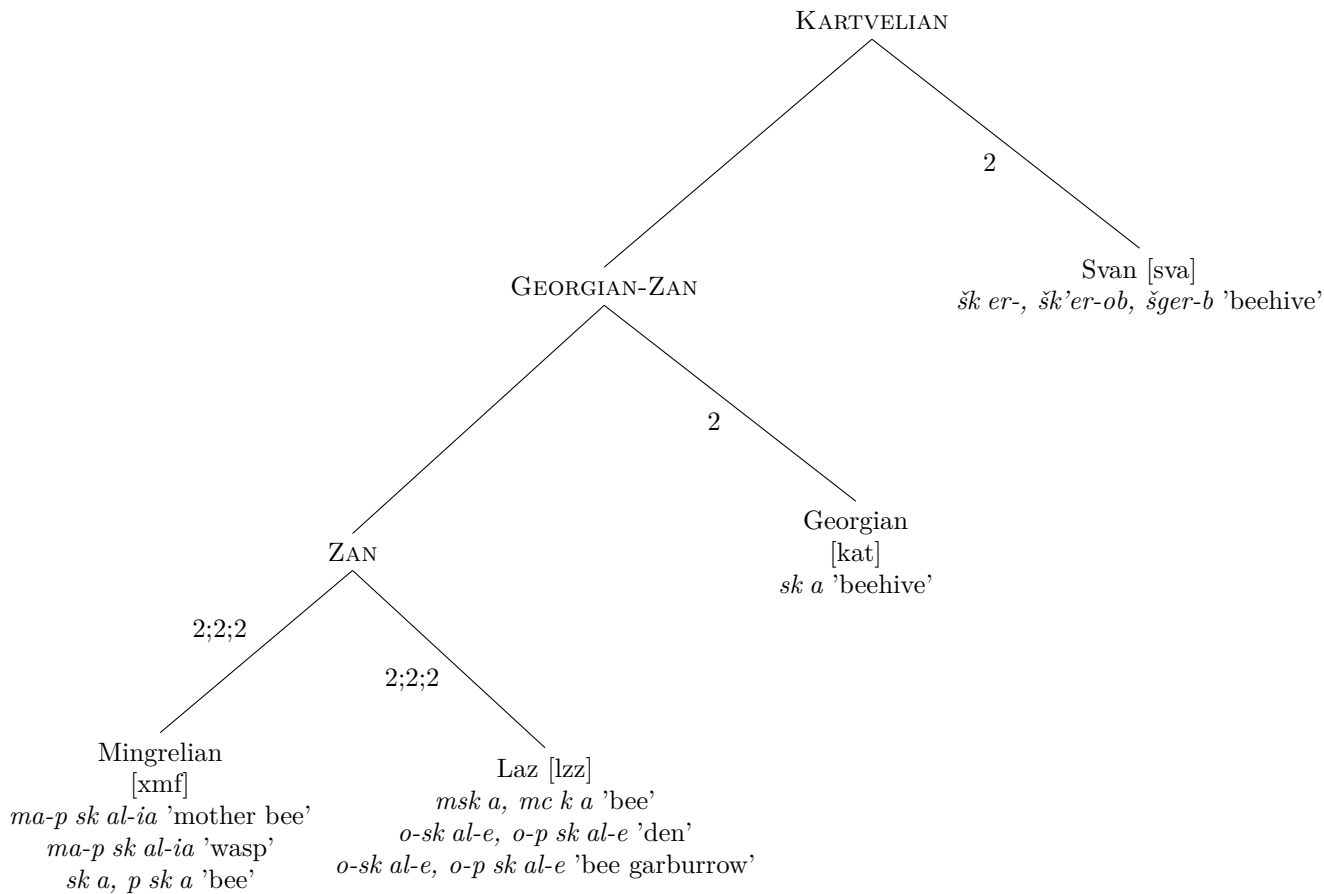 KARTVELIAN
2
Svan [sva]
šk er-, šk’er-ob, šger-b ’beehive’
GEORGIAN-ZAN
2
Georgian
[kat]
sk a ’beehive’
ZAN
2;2;2
2;2;2
Mingrelian
[xmf]
ma-p sk al-ia ’mother bee’
ma-p sk al-ia ’wasp’
sk a, p sk a ’bee’
Laz [lzz]
msk a, mc k a ’bee’
o-sk al-e, o-p sk al-e ’den’
o-sk al-e, o-p sk al-e ’bee garburrow’